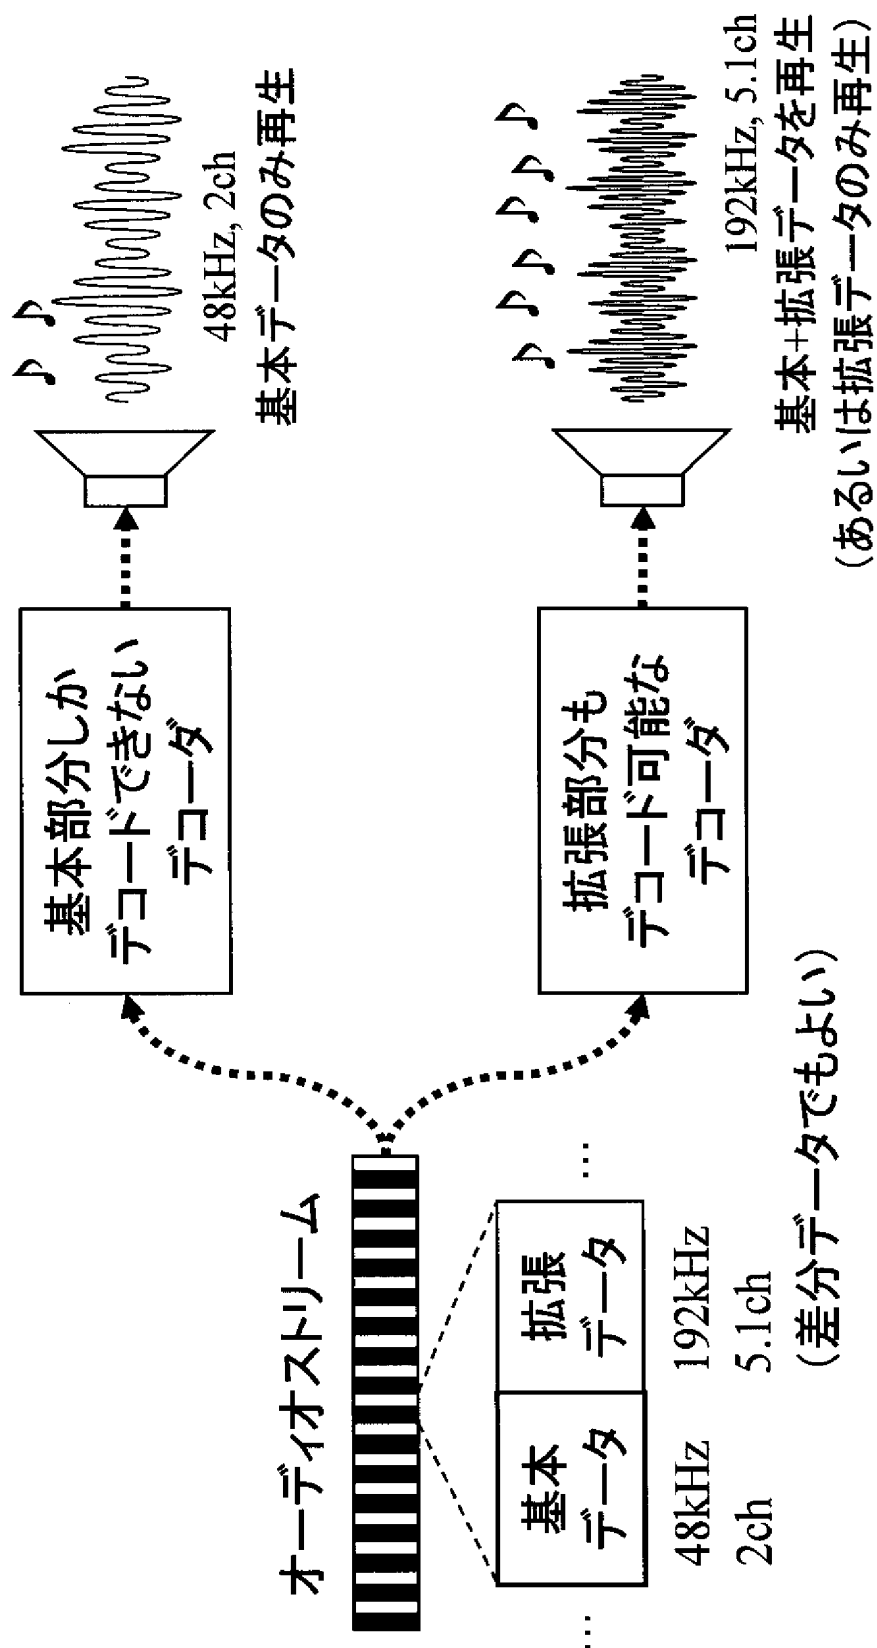 オーディオストリーム
…
基本
データ
拡張
データ
…
48kHz
2ch
192kHz
5.1ch
(差分データでもよい)
基本部分しか
デコードできない
デコーダ
48kHz, 2ch
基本データのみ再生
拡張部分も
デコード可能な
デコーダ
192kHz, 5.1ch
基本+拡張データを再生
(あるいは拡張データのみ再生)